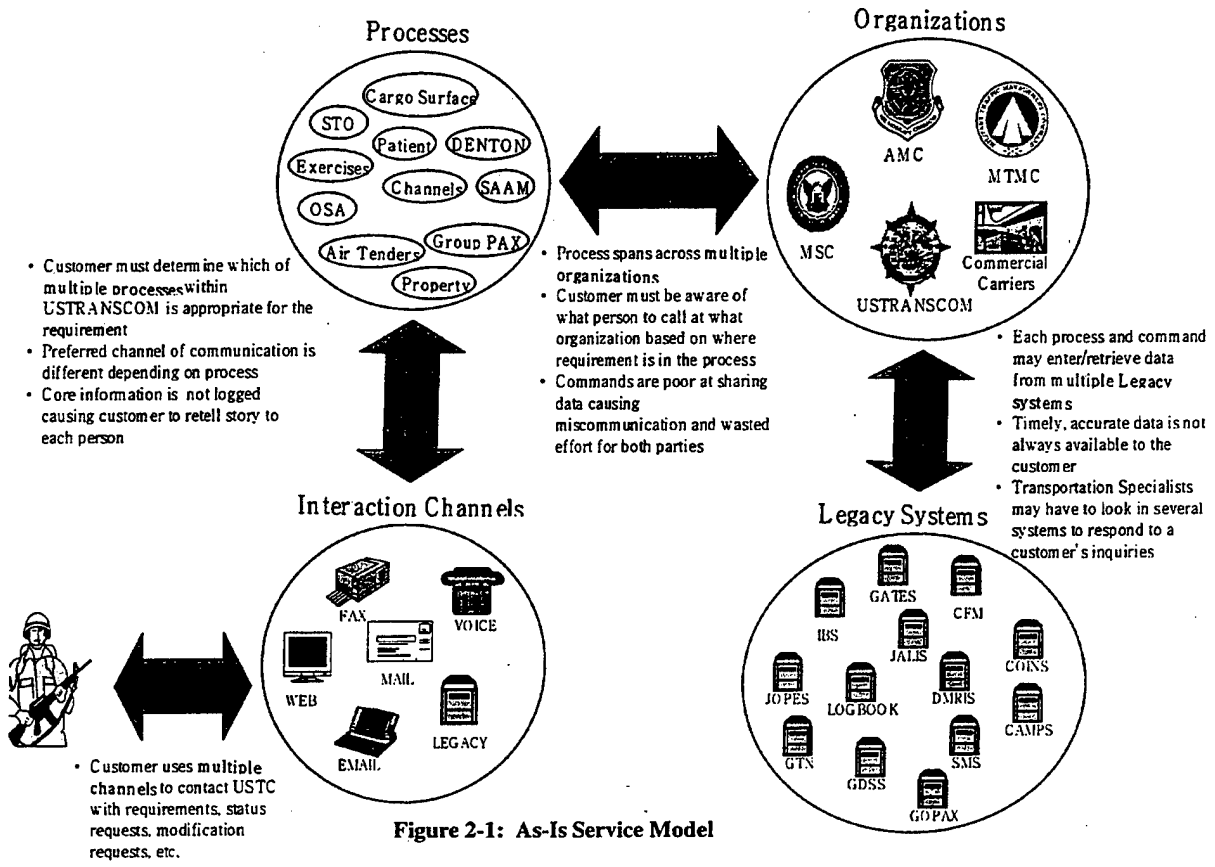 Processes
Cargo Surface
STO
Patient
DENTON
Exercises
Channels
SAAM
OSA
Air Tenders
Group PAX
Property
Organizations
AMC
MTMC
MSC
USTRANSCOM
Commercial
Carriers
• Customer must determine which of
multiple processes within
USTRANSCOM is appropriate for the
requirement
• Preferred channel of communication is
different depending on process
• Core information is not logged
causing customer to retell story to
each person
• Process spans across multiple
organizations
• Customer must be aware of
what person to call at what
organization based on where
requirement is in the process
• Commands are poor at sharing
data causing
miscommunication and wasted
effort for both parties
• Each process and command
may enter/retrieve data
from multiple Legacy
systems
• Timely, accurate data is not
always available to the
customer
• Transportation Specialists
may have to look in several
systems to respond to a
customer's inquiries
Interaction Channels
FAX
VOICE
WEB
MAIL
EMAIL
LEGACY
Legacy Systems
GATES
CFM
IBS
JALIS
COINS
JOPES
LOGBOOK
DMRIS
CAMPS
GTN
GDSS
SMS
GOPAX
• Customer uses multiple
channels to contact USTC
with requirements, status
requests, modification
requests, etc.
Figure 2-1: As-Is Service Model